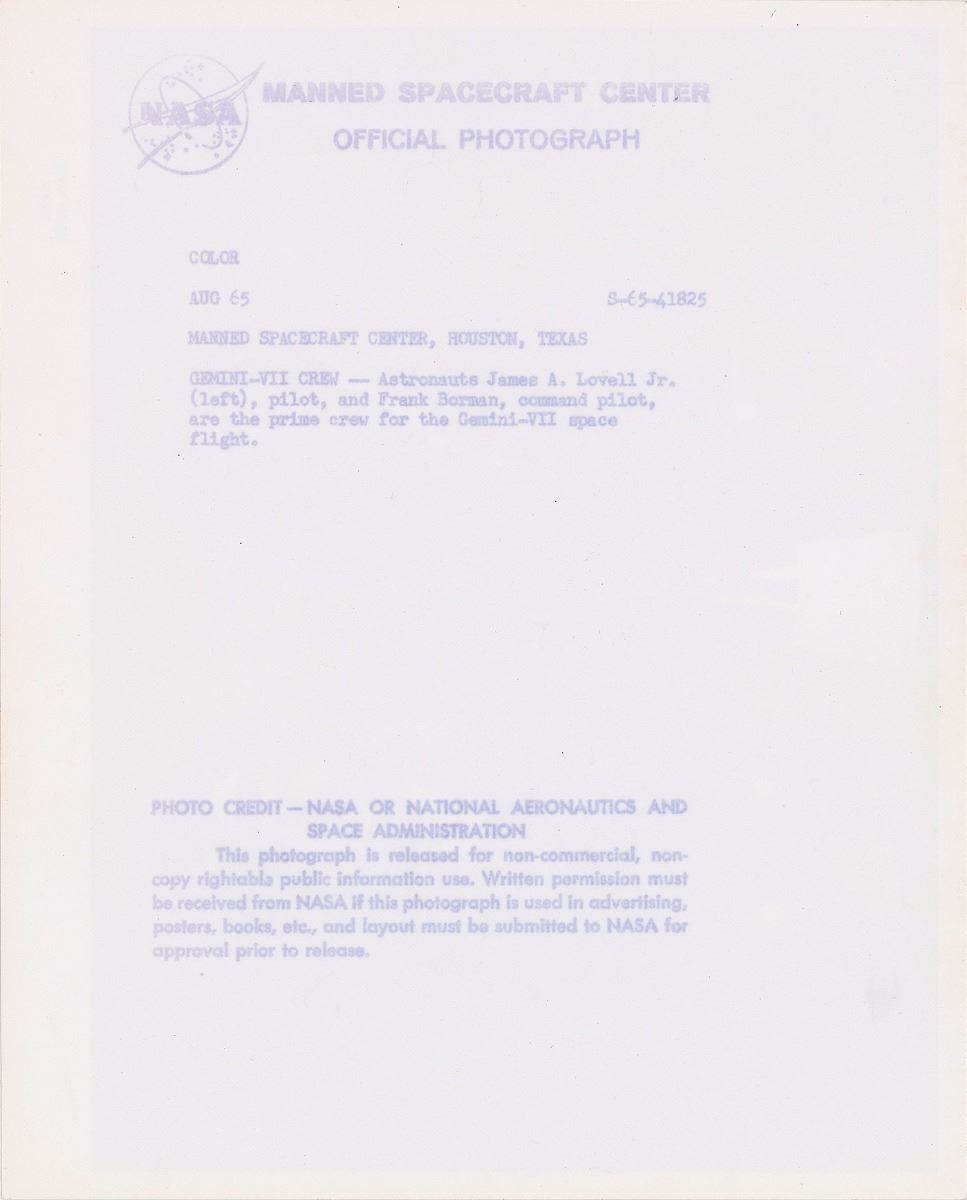 NASA
MANNED SPACECRAFT CENTER
OFFICIAL PHOTOGRAPH
COLOR
AUG 65 S-65-41825
MANNED SPACECRAFT CENTER, HOUSTON, TEXAS
GEMINI-VII CREW — Astronauts James A. Lovell Jr.
(left), pilot, and Frank Borman, command pilot,
are the prime crew for the Gemini-VII space
flight.
PHOTO CREDIT — NASA OR NATIONAL AERONAUTICS AND
SPACE ADMINISTRATION
This photograph is released for non-commercial, non-
copy rightable public information use. Written permission must
be received from NASA if this photograph is used in advertising,
posters, books, etc., and layout must be submitted to NASA for
approval prior to release.